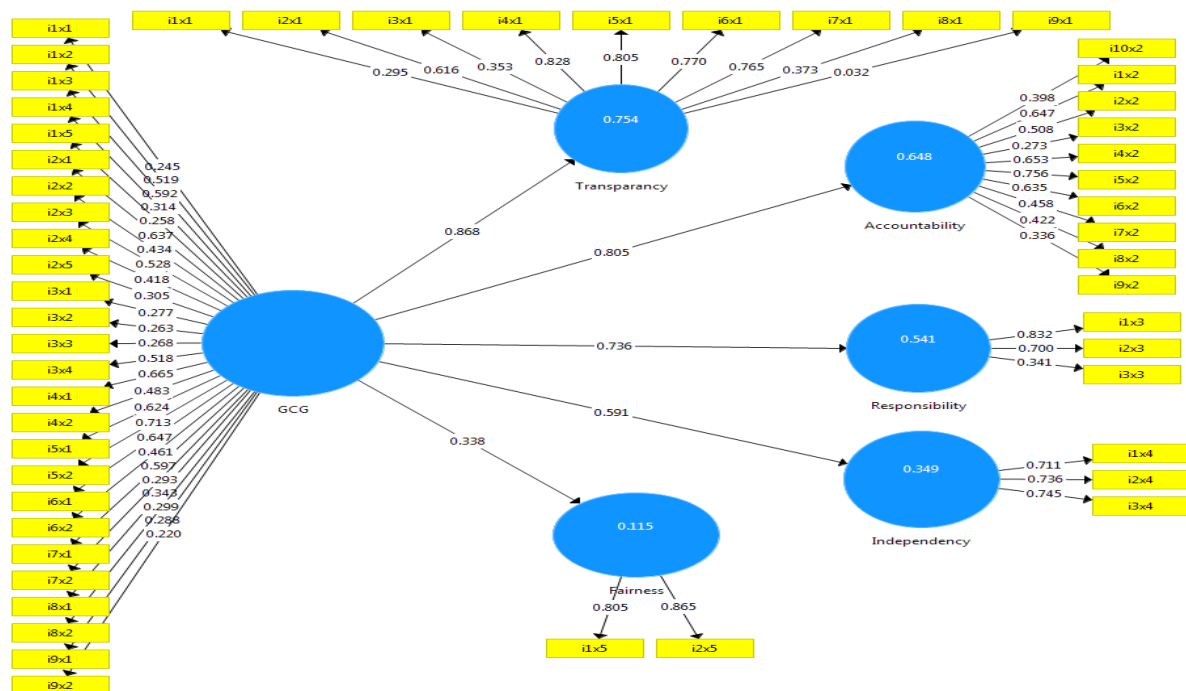 i1x1
i1x2
i1x3
i1x4
i1x5
i2x1
i2x2
i2x3
i2x4
i2x5
i3x1
i3x2
i3x3
i3x4
i4x1
i4x2
i5x1
i5x2
i6x1
i6x2
i7x1
i7x2
i8x1
i8x2
i9x1
i9x2
0.245
0.519
0.592
0.314
0.258
0.637
0.434
0.528
0.418
0.305
0.277
0.263
0.268
0.518
0.665
0.483
0.624
0.713
0.647
0.461
0.597
0.293
0.343
0.299
0.288
0.220
GCG
i1x1 i2x1 i3x1 i4x1 i5x1 i6x1 i7x1 i8x1 i9x1
0.295 0.616 0.353 0.828 0.805 0.770 0.765 0.373 0.032
0.754
Transparancy
0.868
0.805
0.736
0.591
0.338
0.648
Accountability
0.398
0.647
0.508
0.273
0.653
0.756
0.635
0.458
0.422
0.336
i10x2
i1x2
i2x2
i3x2
i4x2
i5x2
i6x2
i7x2
i8x2
i9x2
0.541
Responsibility
0.832
0.700
0.341
i1x3
i2x3
i3x3
0.349
Independency
0.711
0.736
0.745
i1x4
i2x4
i3x4
0.115
Fairness
0.805 0.865
i1x5 i2x5